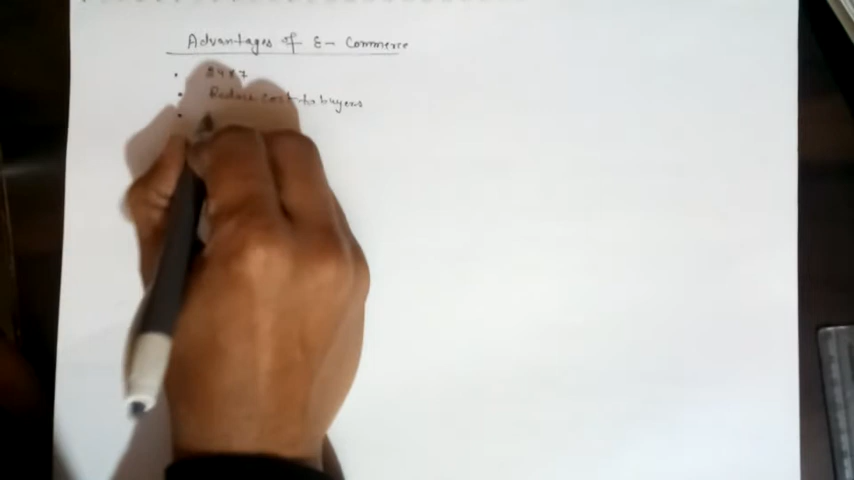 Advantages of E- Commerce
• 24x7
• Reduce cost to buyers
•